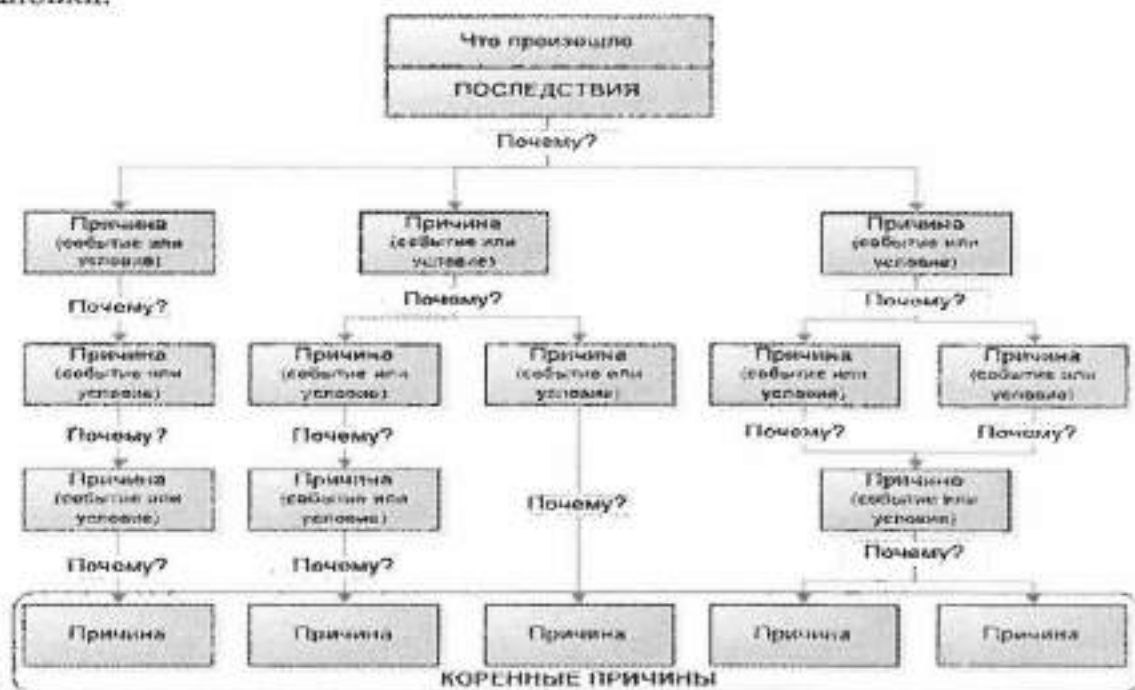 Что произошло
ПОСЛЕДСТВИЯ
Почему?
Причина
(событие или
условие)
Причина
(событие или
условие)
Причина
(событие или
условие)
Почему?
Почему?
Почему?
Причина
(событие или
условие)
Причина
(событие или
условие)
Причина
(событие или
условие)
Причина
(событие или
условие)
Причина
(событие или
условие)
Почему?
Почему?
Почему?
Почему?
Причина
(событие или
условие)
Причина
(событие или
условие)
Почему?
Причина
(событие или
условие)
Почему?
Почему?
Почему?
Причина
Причина
Причина
Причина
Причина
КОРЕННЫЕ ПРИЧИНЫ